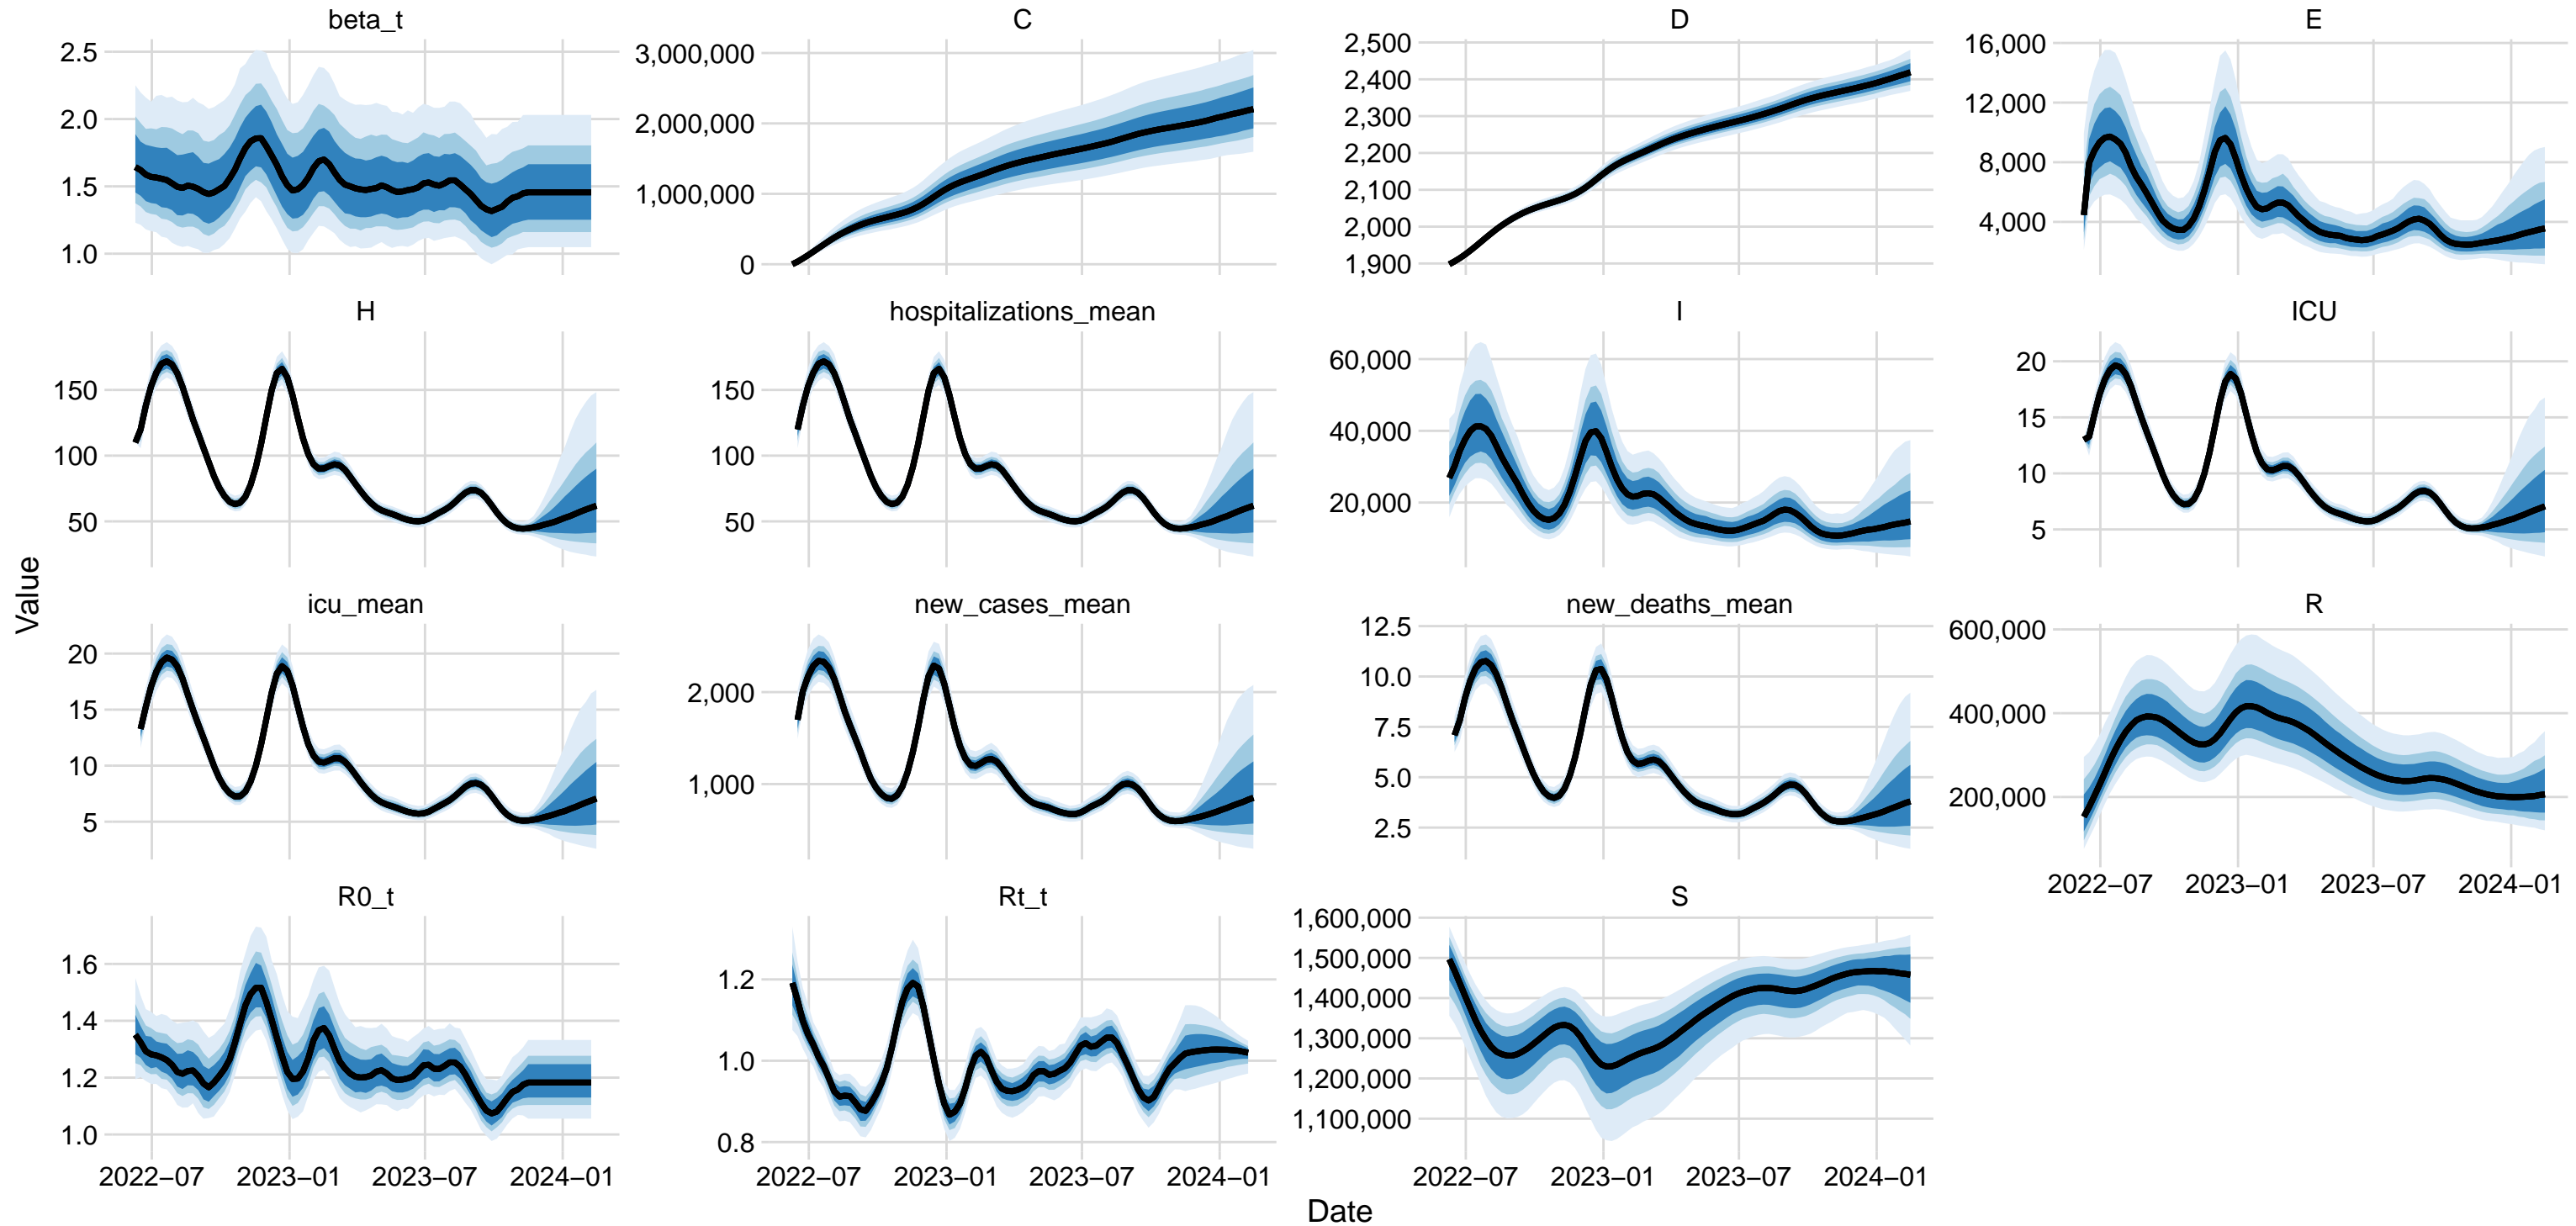 beta_t
C
D
E
2.5
2.0
1.5
1.0
3,000,000
2,000,000
1,000,000
0
2,500
2,400
2,300
2,200
2,100
2,000
1,900
16,000
12,000
8,000
4,000
H
hospitalizations_mean
I
ICU
150
100
50
150
100
50
60,000
40,000
20,000
20
15
10
5
Value
icu_mean
new_cases_mean
new_deaths_mean
R
20
15
10
5
2,000
1,000
12.5
10.0
7.5
5.0
2.5
600,000
400,000
200,000
2022−07 2023−01 2023−07 2024−01
R0_t
Rt_t
S
1.6
1.4
1.2
1.0
1.2
1.0
0.8
1,600,000
1,500,000
1,400,000
1,300,000
1,200,000
1,100,000
2022−07 2023−01 2023−07 2024−01
2022−07 2023−01 2023−07 2024−01
2022−07 2023−01 2023−07 2024−01
Date